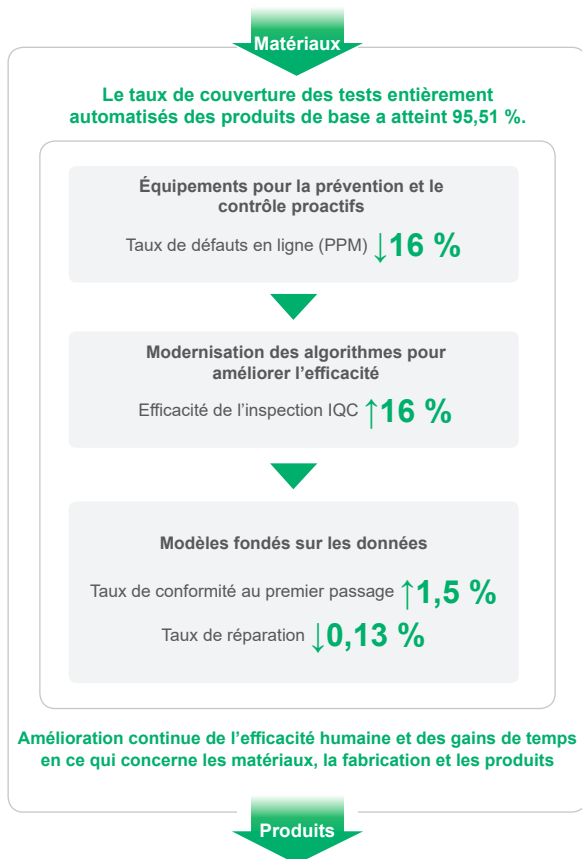 Matériaux
Le taux de couverture des tests entièrement
automatisés des produits de base a atteint 95,51 %.
Équipements pour la prévention et le
contrôle proactifs
Taux de défauts en ligne (PPM) ↓16 %
Modernisation des algorithmes pour
améliorer l’efficacité
Efficacité de l’inspection IQC ↑16 %
Modèles fondés sur les données
Taux de conformité au premier passage ↑1,5 %
Taux de réparation ↓0,13 %
Amélioration continue de l’efficacité humaine et des gains de temps
en ce qui concerne les matériaux, la fabrication et les produits
Produits